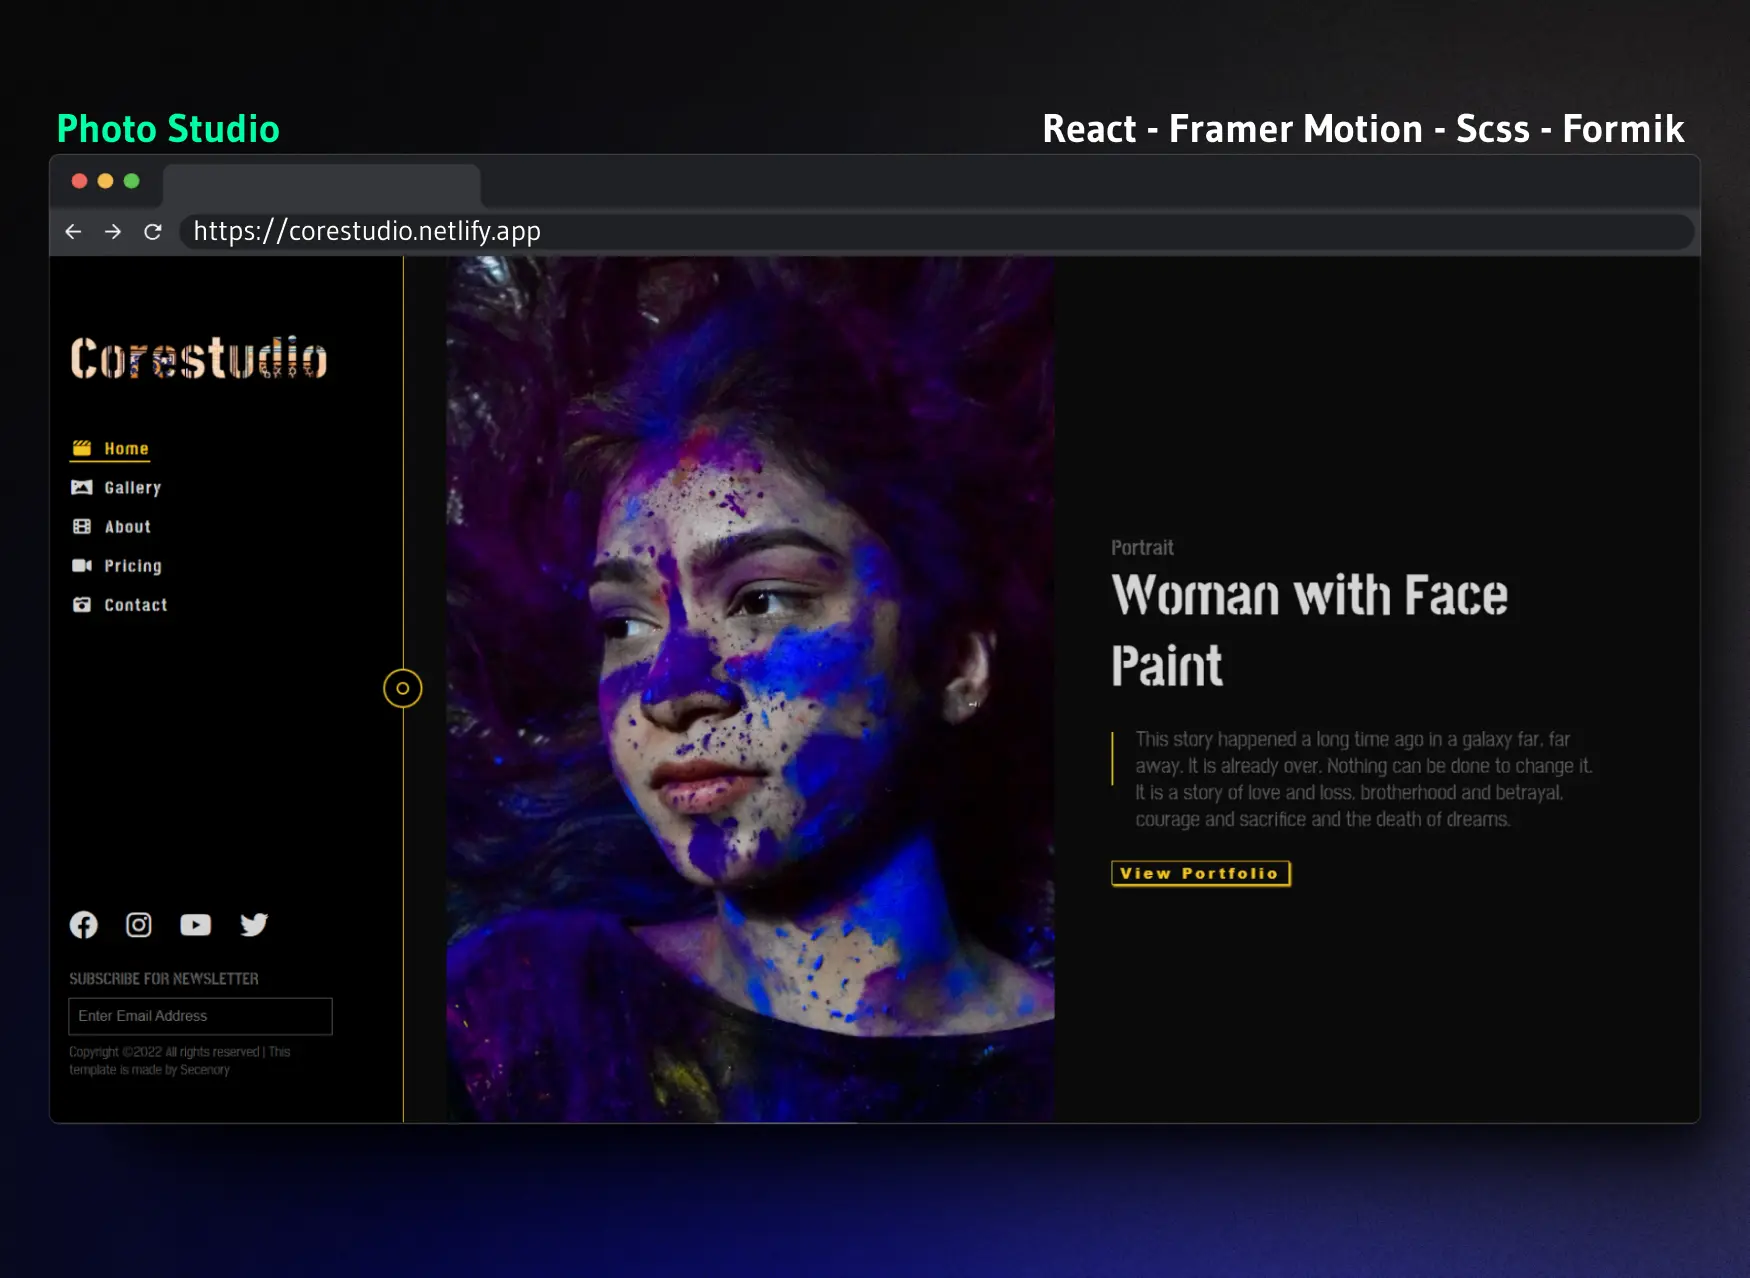 Photo Studio
React - Framer Motion - Scss - Formik
https://corestudio.netlify.app
Corestudio
Home
Gallery
About
Pricing
Contact
SUBSCRIBE FOR NEWSLETTER
Enter Email Address
Copyright ©2022 All rights reserved | This
template is made by Secenory
Portrait
Woman with Face
Paint
This story happened a long time ago in a galaxy far, far
away. It is already over. Nothing can be done to change it.
It is a story of love and loss, brotherhood and betrayal,
courage and sacrifice and the death of dreams.
View Portfolio